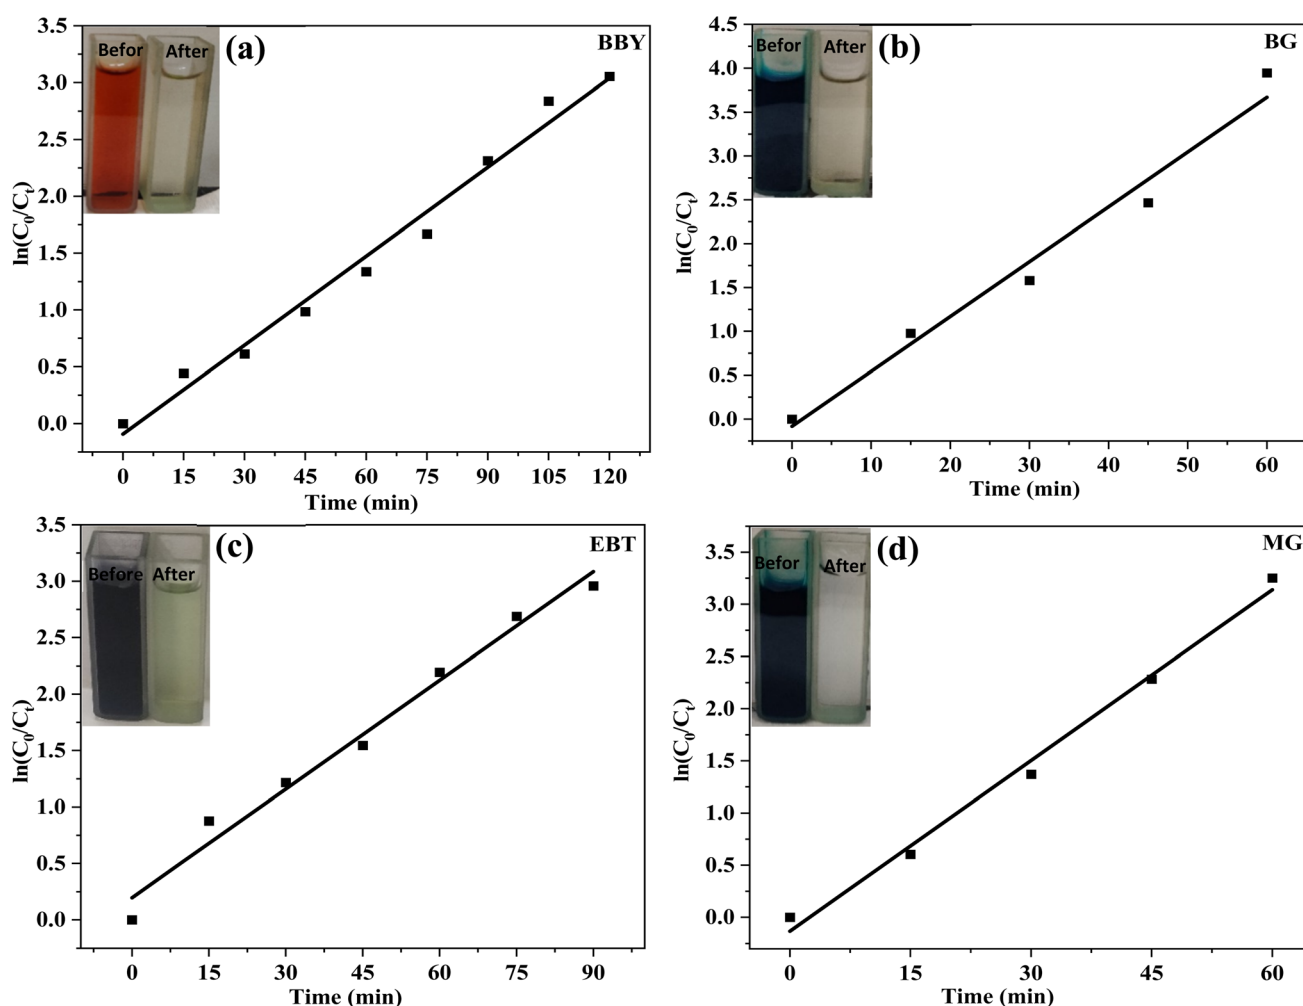 Befor After (a) BBY
3.5
3.0
2.5
2.0
1.5
1.0
0.5
0.0
ln(C₀/Cₜ)
0 15 30 45 60 75 90 105 120
Time (min)
Befor After (b) BG
4.5
4.0
3.5
3.0
2.5
2.0
1.5
1.0
0.5
0.0
ln(C₀/Cₜ)
0 10 20 30 40 50 60
Time (min)
Before After (c) EBT
3.5
3.0
2.5
2.0
1.5
1.0
0.5
0.0
ln(C₀/Cₜ)
0 15 30 45 60 75 90
Time (min)
Befor After (d) MG
3.5
3.0
2.5
2.0
1.5
1.0
0.5
0.0
ln(C₀/Cₜ)
0 15 30 45 60
Time (min)